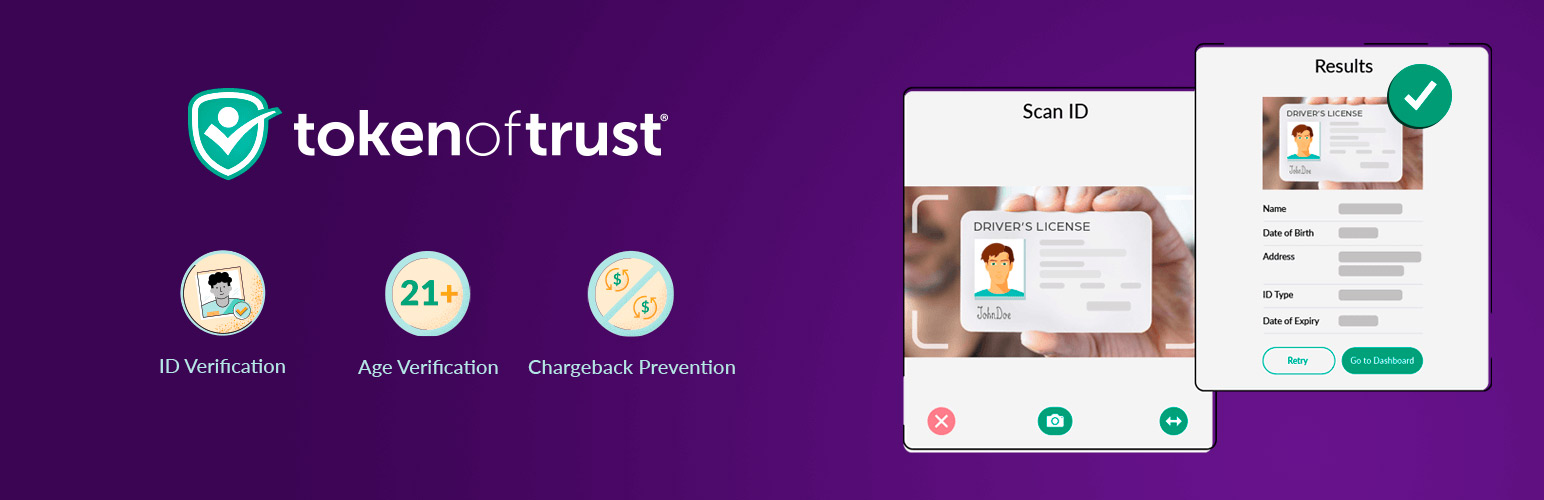 tokenoftrust®
21+
$
$
ID Verification
Age Verification
Chargeback Prevention
Scan ID
DRIVER'S LICENSE
JohnDoe
Results
DRIVER'S LICENSE
JohnDoe
Name
Date of Birth
Address
ID Type
Date of Expiry
Retry
Go to Dashboard